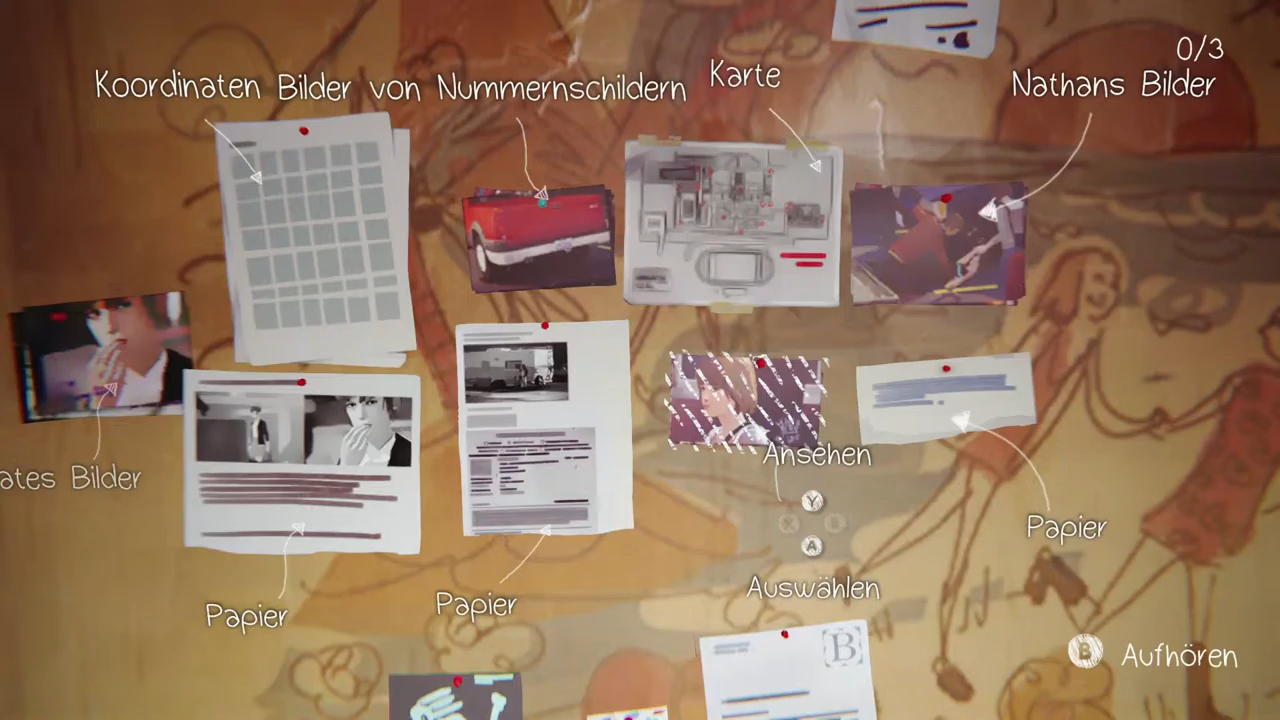 0/3
Koordinaten
Bilder von Nummernschildern
Karte
Nathans Bilder
ates Bilder
Ansehen
Y
X
B
A
Auswählen
Papier
Papier
Papier
B
B Aufhören